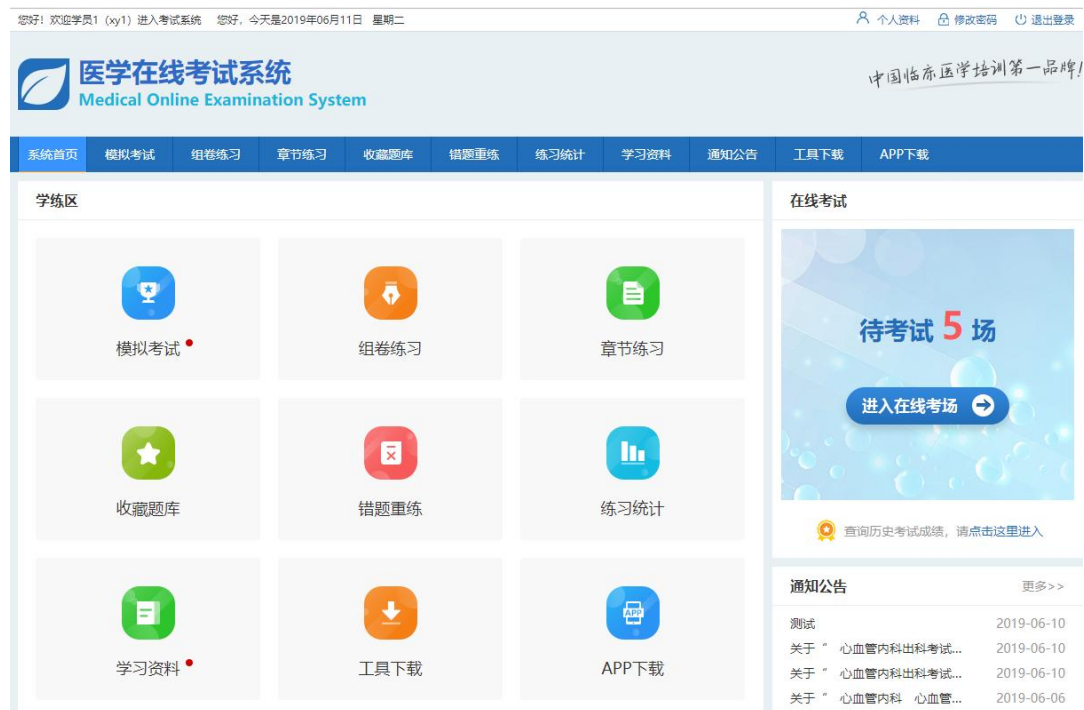 您好！欢迎学员1（xy1）进入考试系统 您好，今天是2019年06月11日 星期二
个人资料 修改密码 退出登录
医学在线考试系统
Medical Online Examination System
中国临床医学培训第一品牌！
系统首页 模拟考试 组卷练习 章节练习 收藏题库 错题重练 练习统计 学习资料 通知公告 工具下载 APP下载
学练区
模拟考试 组卷练习 章节练习
收藏题库 错题重练 练习统计
APP
学习资料 工具下载 APP下载
在线考试
待考试 5 场
进入在线考场
查询历史考试成绩，请点击这里进入
通知公告 更多>>
测试 2019-06-10
关于“ 心血管内科出科考试... 2019-06-10
关于“ 心血管内科出科考试... 2019-06-10
关于“ 心血管内科 心血管... 2019-06-06